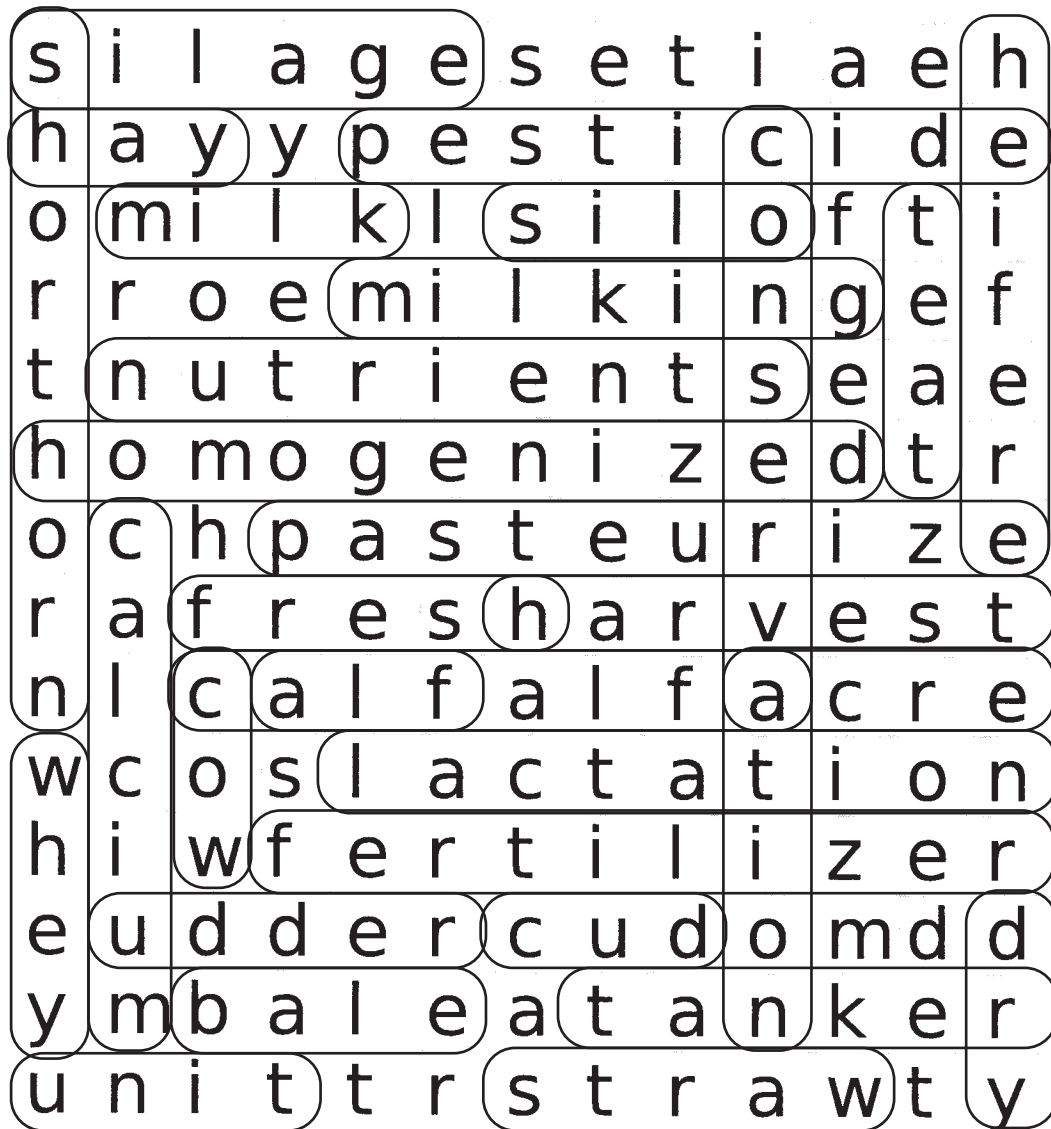 s i l a g e s e t i a e h
h a y y p e s t i c i d e
o m i l k l s i l o f t i
r r o e m i l k i n g e f
t n u t r i e n t s e a e
h o m o g e n i z e d t r
o c h p a s t e u r i z e
r a f r e s h a r v e s t
n l c a l f a l f a c r e
w c o s l a c t a t i o n
h i w f e r t i l i z e r
e u d d e r c u d o m d d
y m b a l e a t a n k e r
u n i t t r s t r a w t y